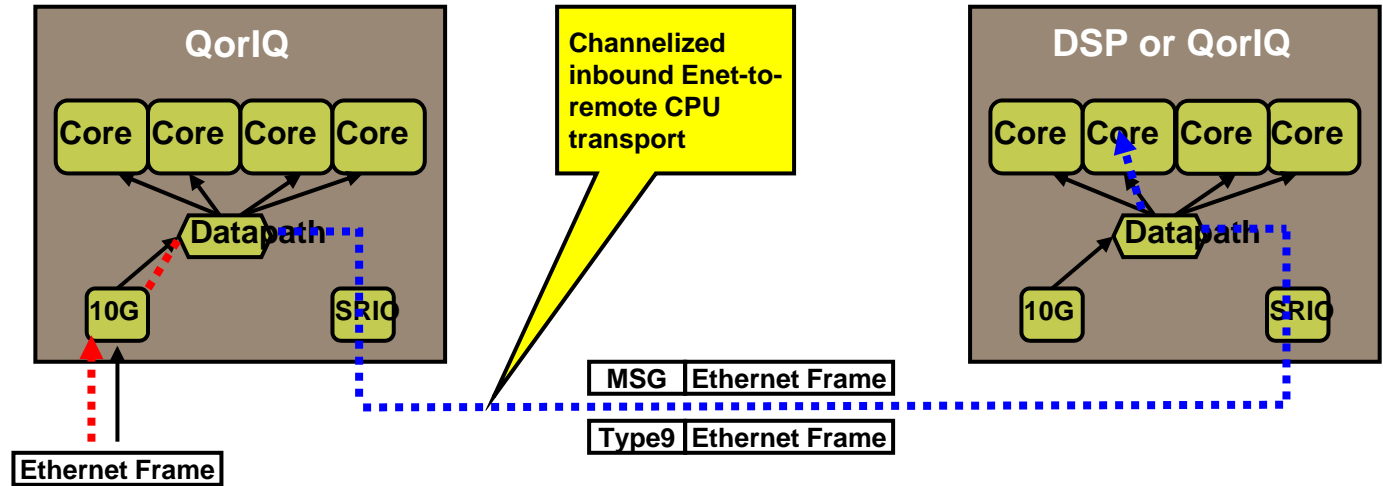 QorIQ
Core Core Core Core
Datapath
10G
SRIO
Ethernet Frame
Channelized
inbound Enet-to-
remote CPU
transport
MSG Ethernet Frame
Type9 Ethernet Frame
DSP or QorIQ
Core Core Core Core
Datapath
10G
SRIO